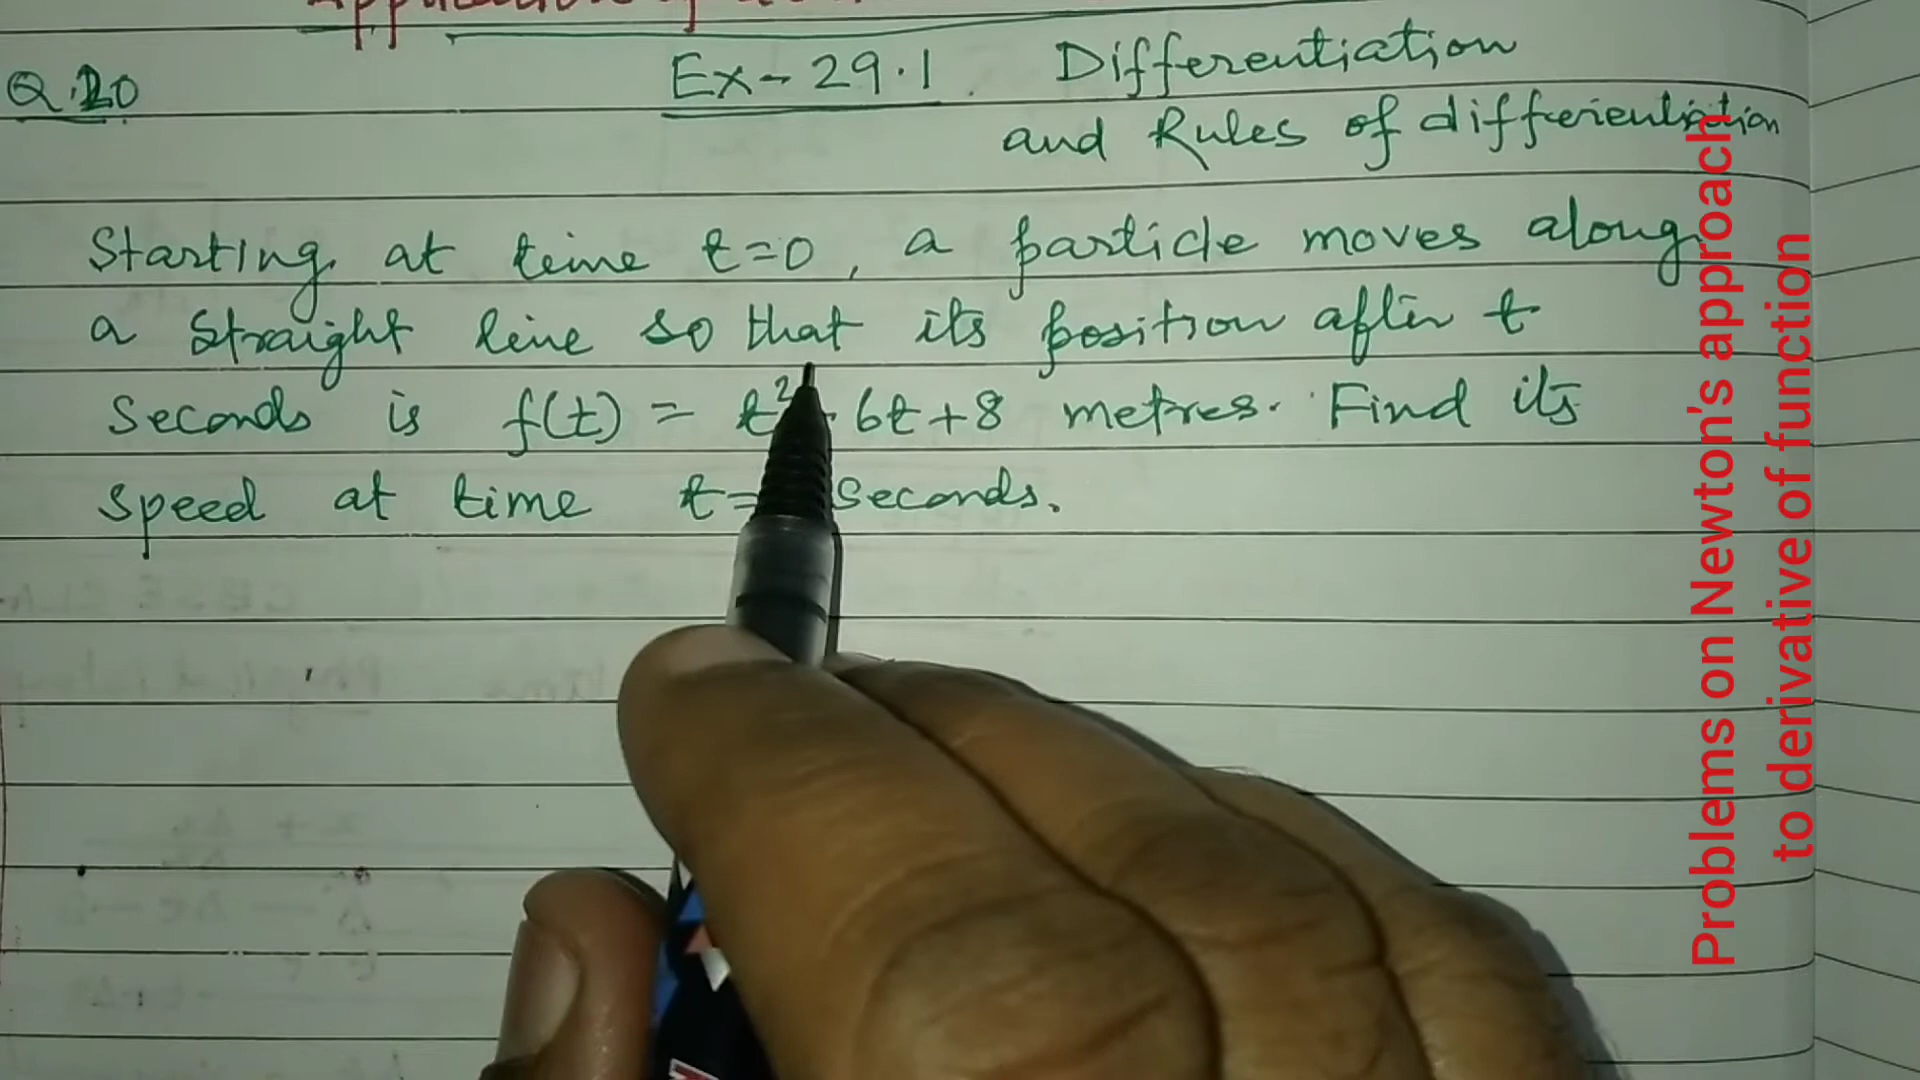 Q.20
Ex-29.1 Differentiation
and Rules of differientiation
Starting at time t=0, a particle moves along
a straight line so that its position after t
seconds is f(t) = t² 6t+8 metres. Find its
speed at time t= seconds.
Problems on Newton's approach
to derivative of function